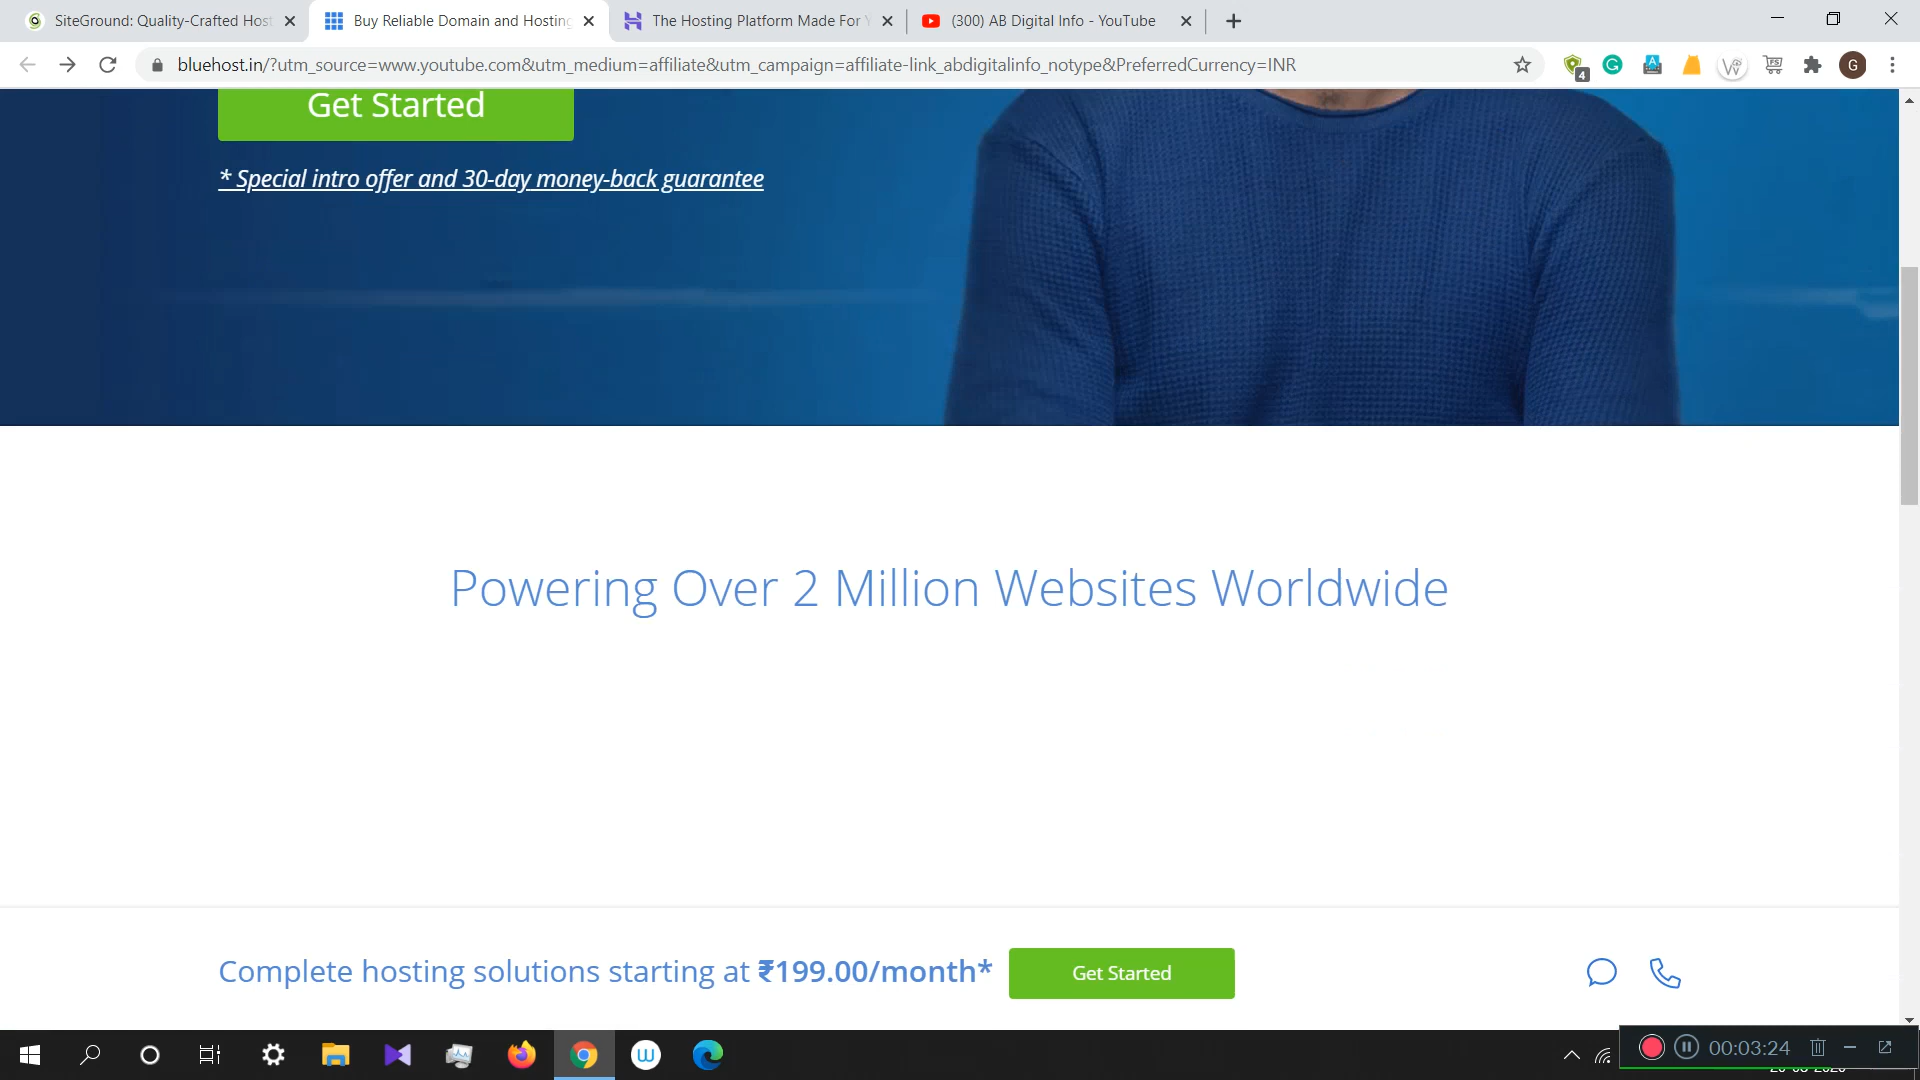 SiteGround: Quality-Crafted Host
Buy Reliable Domain and Hosting
The Hosting Platform Made For Y
(300) AB Digital Info - YouTube
bluehost.in/?utm_source=www.youtube.com&utm_medium=affiliate&utm_campaign=affiliate-link_abdigitalinfo_notype&PreferredCurrency=INR
4
G
Get Started
* Special intro offer and 30-day money-back guarantee
Powering Over 2 Million Websites Worldwide
Complete hosting solutions starting at ₹199.00/month*
Get Started
00:03:24